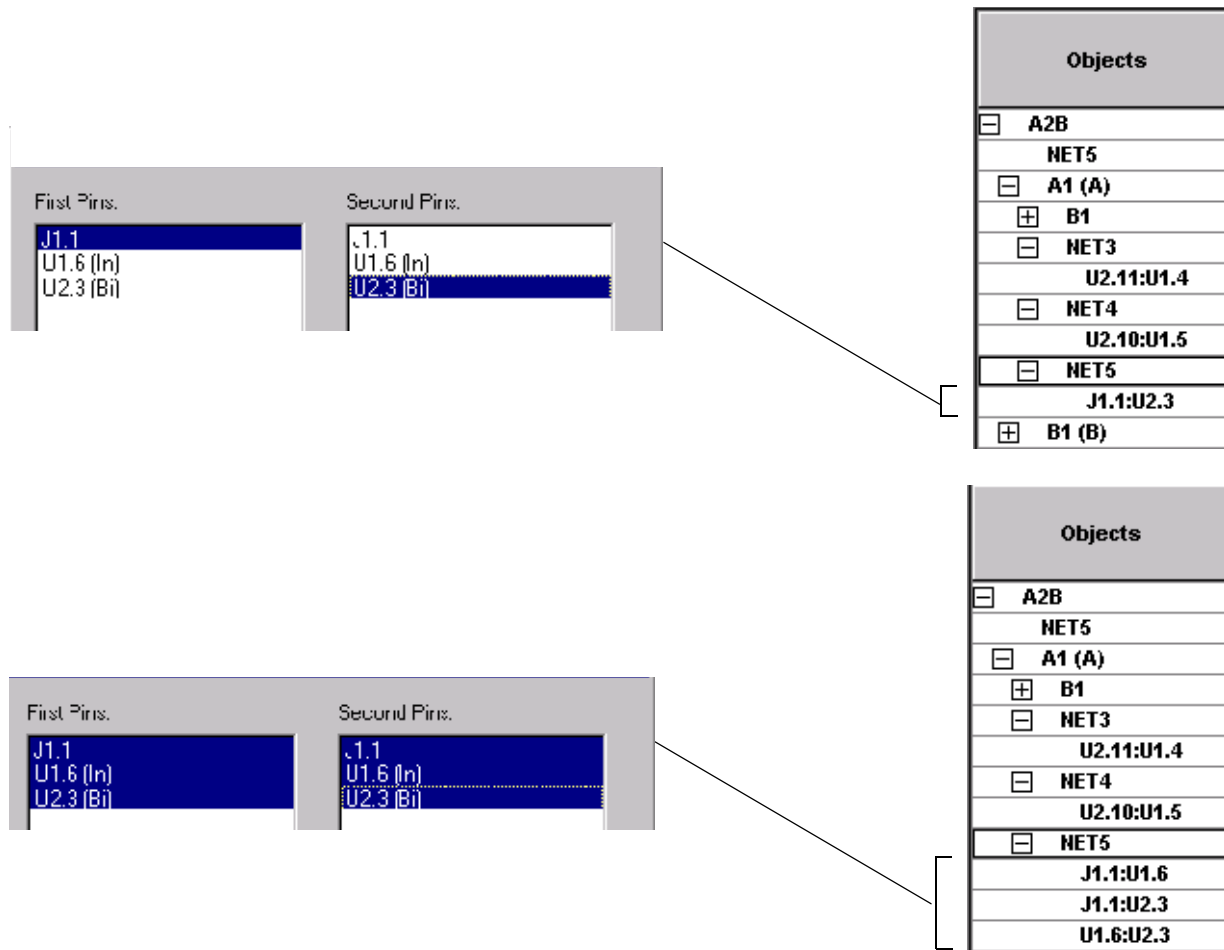 Objects
A2B
NET5
A1 (A)
B1
NET3
U2.11:U1.4
NET4
U2.10:U1.5
NET5
J1.1:U2.3
B1 (B)
First Pins.
J1.1
U1.6 (In)
U2.3 (Bi)
Second Pins.
J1.1
U1.6 (In)
U2.3 (Bi)
Objects
A2B
NET5
A1 (A)
B1
NET3
U2.11:U1.4
NET4
U2.10:U1.5
NET5
J1.1:U1.6
J1.1:U2.3
U1.6:U2.3
First Pins.
J1.1
U1.6 (In)
U2.3 (Bi)
Second Pins.
J1.1
U1.6 (In)
U2.3 (Bi)